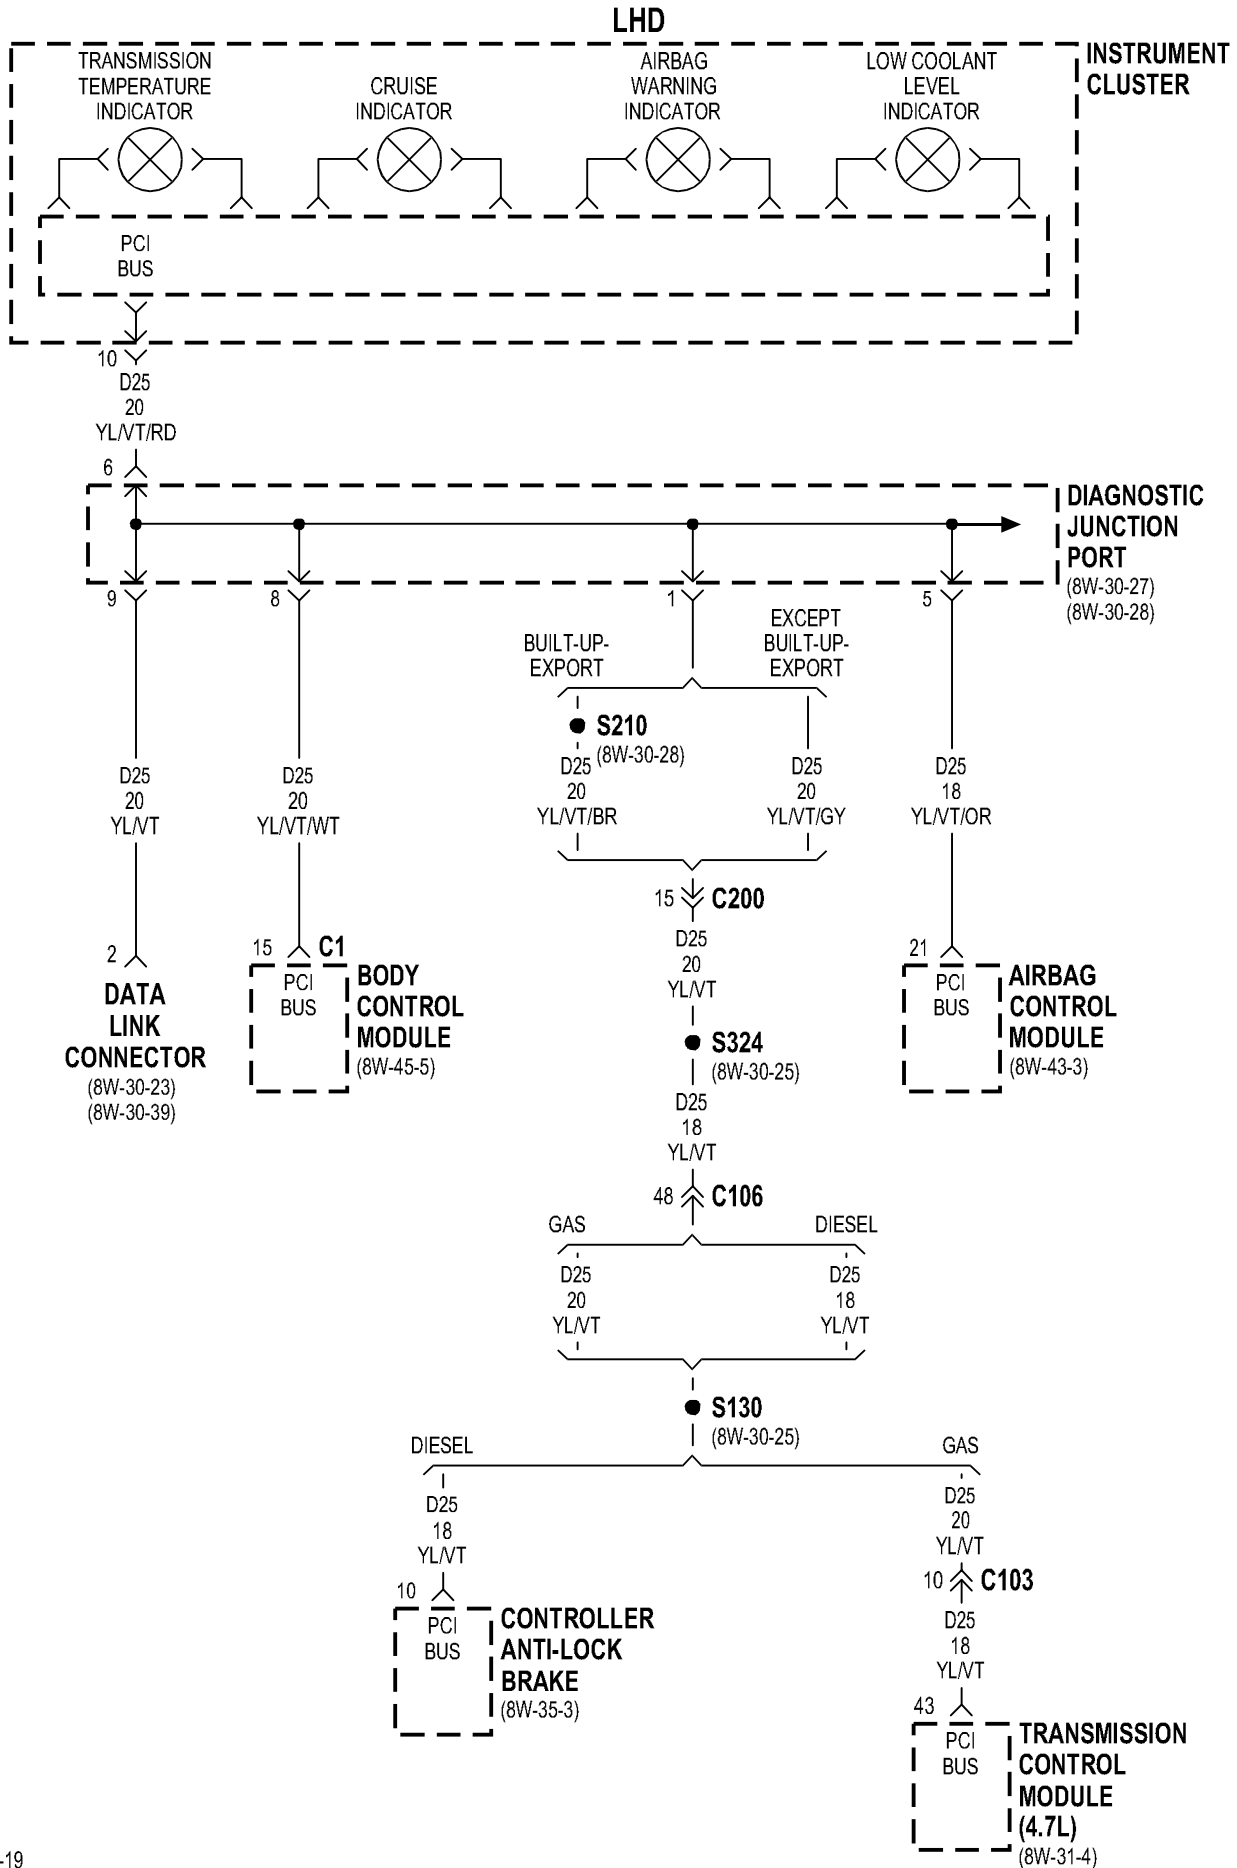 LHD
INSTRUMENT
CLUSTER
TRANSMISSION
TEMPERATURE
INDICATOR
CRUISE
INDICATOR
AIRBAG
WARNING
INDICATOR
LOW COOLANT
LEVEL
INDICATOR
PCI
BUS
10
D25
20
YL/VT/RD
6
DIAGNOSTIC
JUNCTION
PORT
(8W-30-27)
(8W-30-28)
9
8
1
5
BUILT-UP-
EXPORT
EXCEPT
BUILT-UP-
EXPORT
S210
(8W-30-28)
D25
20
YL/VT
D25
20
YL/VT/WT
D25
20
YL/VT/BR
D25
20
YL/VT/GY
D25
18
YL/VT/OR
15
C200
2
DATA
LINK
CONNECTOR
(8W-30-23)
(8W-30-39)
15
C1
PCI
BUS
BODY
CONTROL
MODULE
(8W-45-5)
D25
20
YL/VT
21
PCI
BUS
AIRBAG
CONTROL
MODULE
(8W-43-3)
S324
(8W-30-25)
D25
18
YL/VT
48
C106
GAS
DIESEL
D25
20
YL/VT
D25
18
YL/VT
S130
(8W-30-25)
DIESEL
GAS
D25
18
YL/VT
D25
20
YL/VT
10
C103
10
PCI
BUS
CONTROLLER
ANTI-LOCK
BRAKE
(8W-35-3)
D25
18
YL/VT
43
PCI
BUS
TRANSMISSION
CONTROL
MODULE
(4.7L)
(8W-31-4)
-19